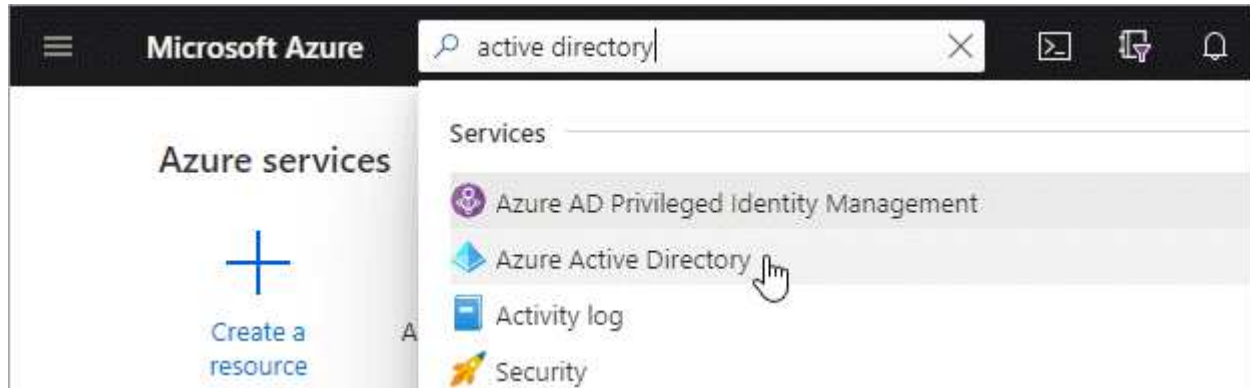 Microsoft Azure
active directory
Azure services
Services
Azure AD Privileged Identity Management
Azure Active Directory
Activity log
Security
Create a
resource
A